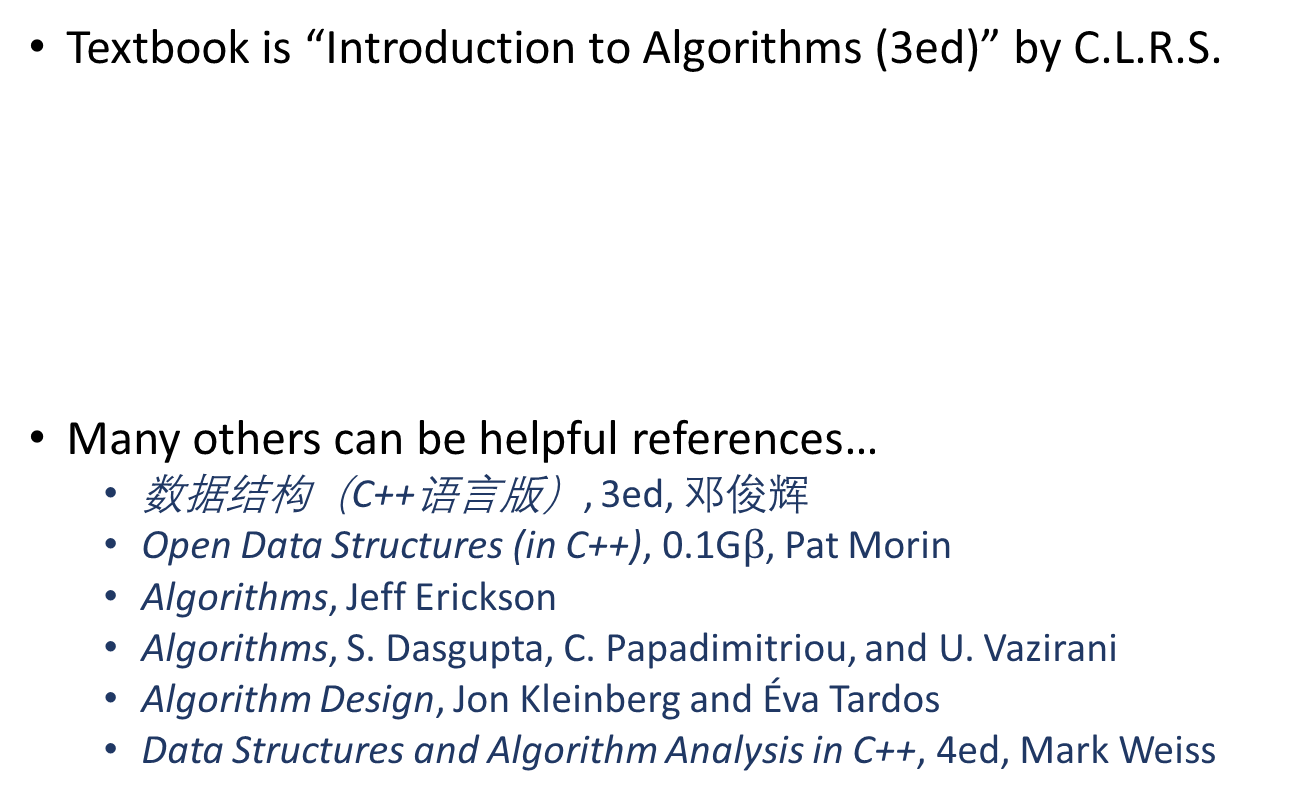 • Textbook is “Introduction to Algorithms (3ed)” by C.L.R.S.
• Many others can be helpful references…
• 数据结构（C++语言版）, 3ed, 邓俊辉
• Open Data Structures (in C++), 0.1Gβ, Pat Morin
• Algorithms, Jeff Erickson
• Algorithms, S. Dasgupta, C. Papadimitriou, and U. Vazirani
• Algorithm Design, Jon Kleinberg and Éva Tardos
• Data Structures and Algorithm Analysis in C++, 4ed, Mark Weiss